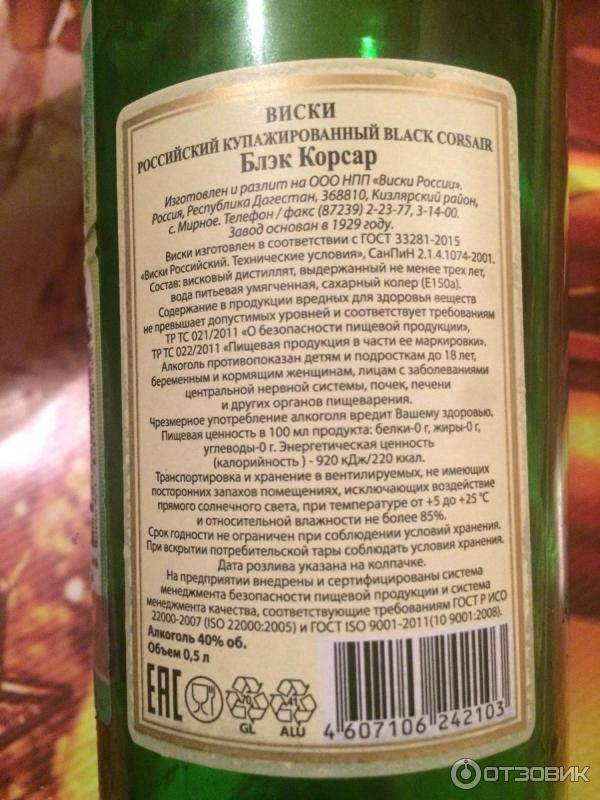 ВИСКИ
РОССИЙСКИЙ КУПАЖИРОВАННЫЙ BLACK CORSAIR
Блэк Корсар
Изготовлен и разлит на ООО НПП «Виски России».
Россия, Республика Дагестан, 368810, Кизлярский район,
с. Мирное. Телефон / факс (87239) 2-23-77, 3-14-00.
Завод основан в 1929 году.
Виски изготовлен в соответствии с ГОСТ 33281-2015
«Виски Российский. Технические условия», СанПиН 2.1.4.1074-2001.
Состав: висковый дистиллят, выдержанный не менее трех лет,
вода питьевая умягченная, сахарный колер (Е150а).
Содержание в продукции вредных для здоровья веществ
не превышает допустимых уровней и соответствует требованиям
ТР ТС 021/2011 «О безопасности пищевой продукции»,
ТР ТС 022/2011 «Пищевая продукция в части ее маркировки».
Алкоголь противопоказан детям и подросткам до 18 лет,
беременным и кормящим женщинам, лицам с заболеваниями
центральной нервной системы, почек, печени
и других органов пищеварения.
Чрезмерное употребление алкоголя вредит Вашему здоровью.
Пищевая ценность в 100 мл продукта: белки-0 г, жиры-0 г,
углеводы-0 г. Энергетическая ценность
(калорийность ) - 920 кДж/220 ккал.
Транспортировка и хранение в вентилируемых, не имеющих
посторонних запахов помещениях, исключающих воздействие
прямого солнечного света, при температуре от +5 до +25 °С
и относительной влажности не более 85%.
Срок годности не ограничен при соблюдении условий хранения.
При вскрытии потребительской тары соблюдать условия хранения.
Дата розлива указана на колпачке.
На предприятии внедрены и сертифицированы система
менеджмента безопасности пищевой продукции и система
менеджмента качества, соответствующие требованиям ГОСТ Р ИСО
22000-2007 (ISO 22000:2005) и ГОСТ ISO 9001-2011(10 9001:2008).
Алкоголь 40% об.
Объем 0,5 л
EAC
70
GL
41
ALU
4 607106 242103
ОТЗОВИК